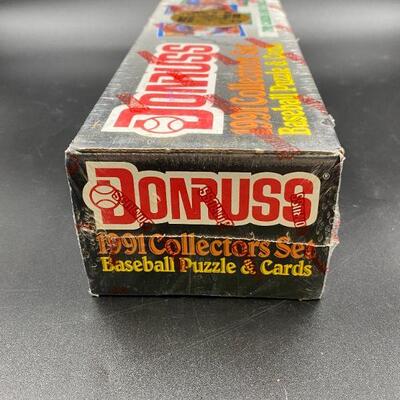 DONRUSS
1991 Collectors Set
Baseball Puzzle & Cards
DONRUSS®
1991 Collectors Set
Baseball Puzzle & Cards